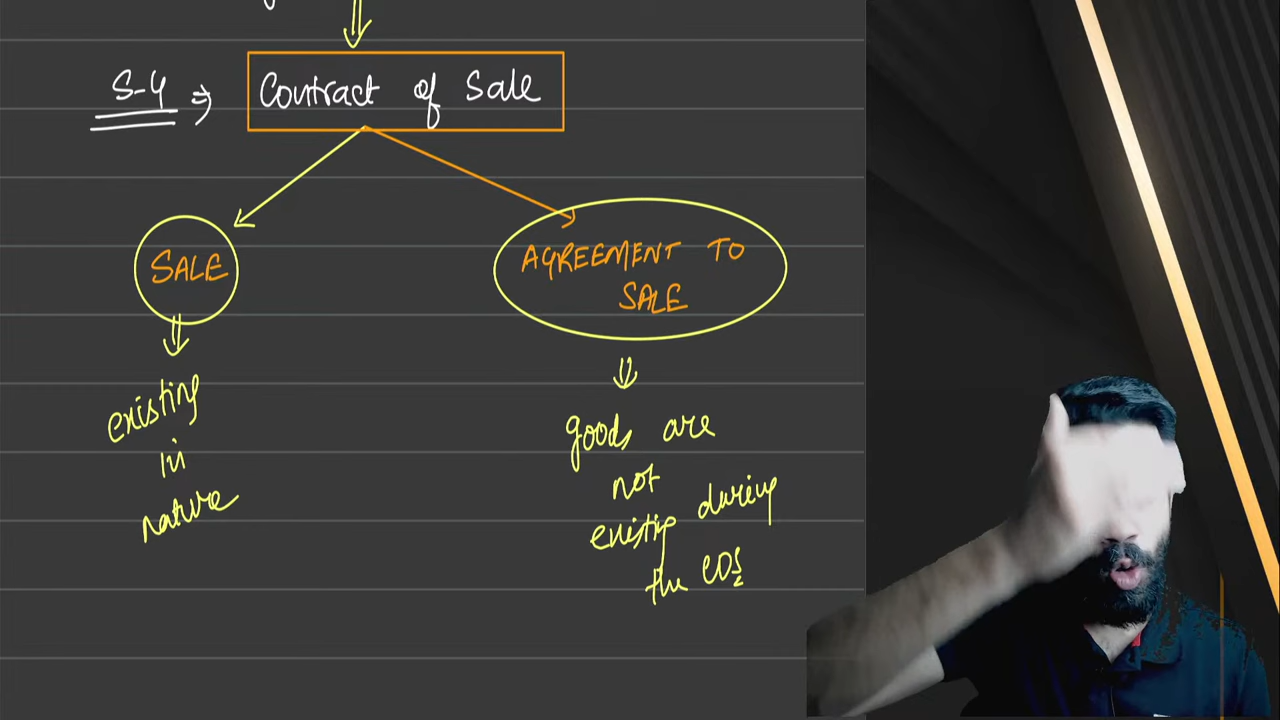 S-4 ⇒ Contract of Sale
SALE
AGREEMENT TO
SALE
existing
in
nature
goods are
not
existing during
the COS